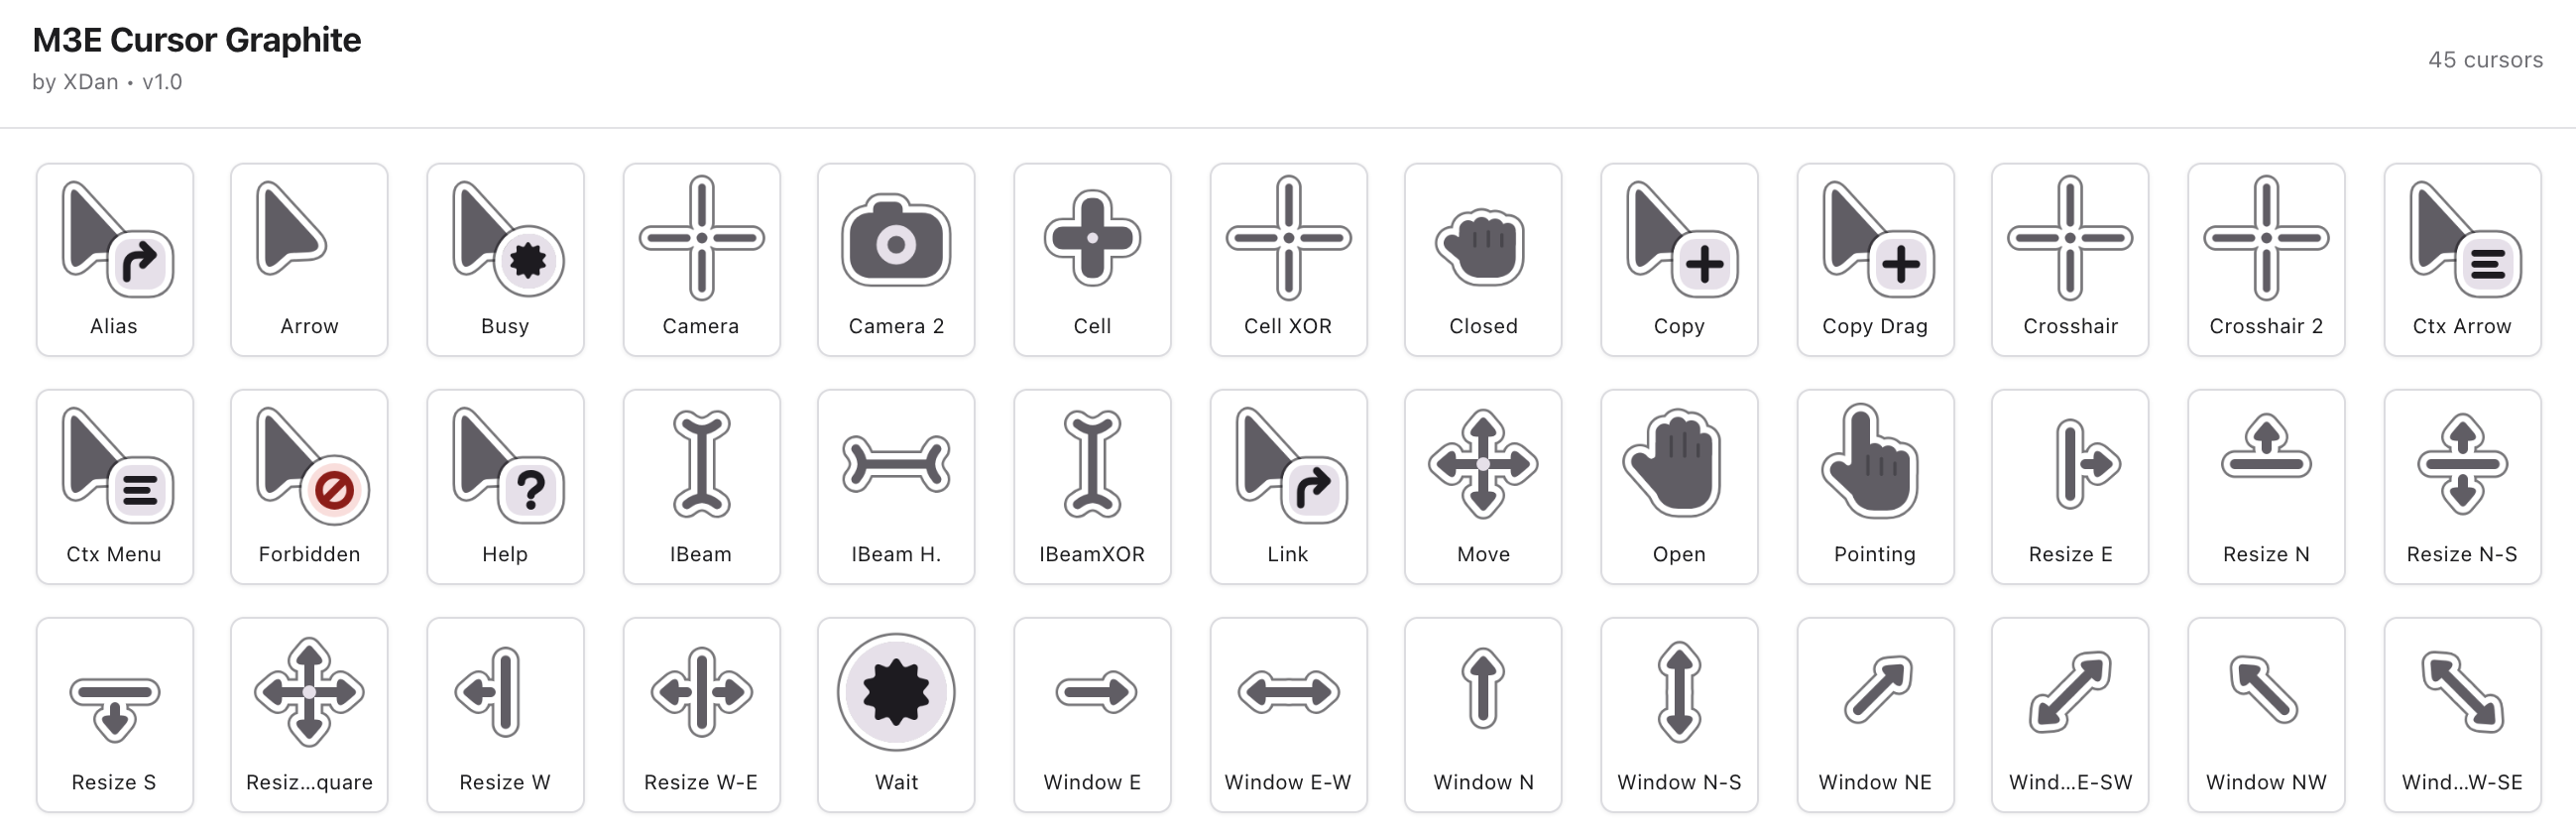 M3E Cursor Graphite
by XDan • v1.0
45 cursors
Alias
Arrow
Busy
Camera
Camera 2
Cell
Cell XOR
Closed
Copy
Copy Drag
Crosshair
Crosshair 2
Ctx Arrow
Ctx Menu
Forbidden
Help
IBeam
IBeam H.
IBeamXOR
Link
Move
Open
Pointing
Resize E
Resize N
Resize N-S
Resize S
Resiz...quare
Resize W
Resize W-E
Wait
Window E
Window E-W
Window N
Window N-S
Window NE
Wind...E-SW
Window NW
Wind...W-SE